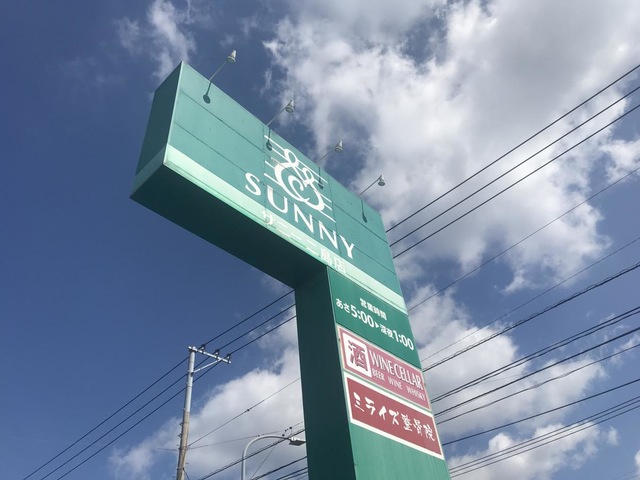 SUNNY
営業時間
あさ5:00▶深夜1:00
酒
WINE CELLAR
BEER WINE WHISKY
ミライズ整骨院